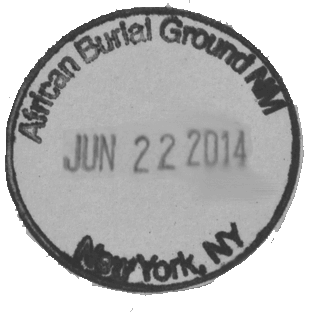 African Burial Ground NM
JUN 22 2014
New York, NY